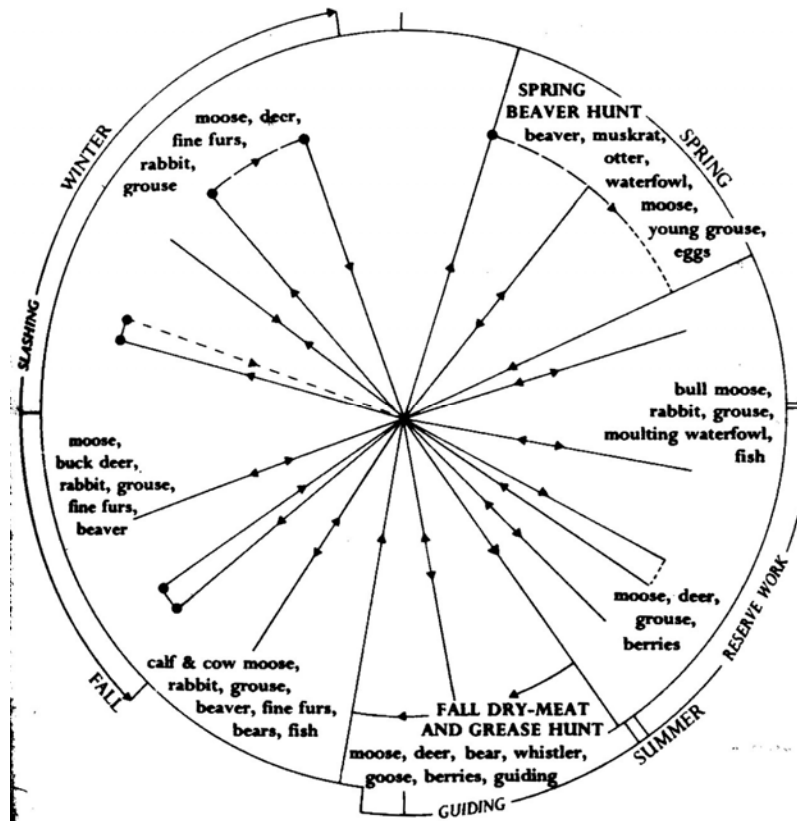 WINTER
moose, deer,
fine furs,
rabbit,
grouse
SPRING
BEAVER HUNT
beaver, muskrat,
otter,
waterfowl,
moose,
young grouse,
eggs
SPRING
SLASHING
bull moose,
rabbit, grouse,
moulting waterfowl,
fish
moose,
buck deer,
rabbit, grouse,
fine furs,
beaver
moose, deer,
grouse,
berries
RESERVE WORK
FALL
calf & cow moose,
rabbit, grouse,
beaver, fine furs,
bears, fish
FALL DRY-MEAT
AND GREASE HUNT
moose, deer, bear, whistler,
goose, berries, guiding
SUMMER
GUIDING